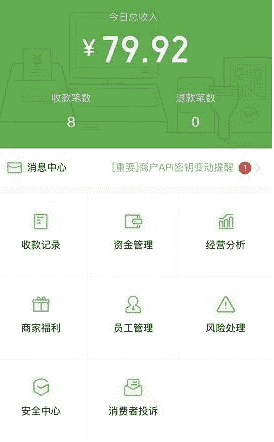 今日总收入
¥79.92
收款笔数 退款笔数
8 0
消息中心 [重要]商户API密钥变动提醒 1
收款记录 资金管理 经营分析
商家福利 员工管理 风险处理
安全中心 消费者投诉